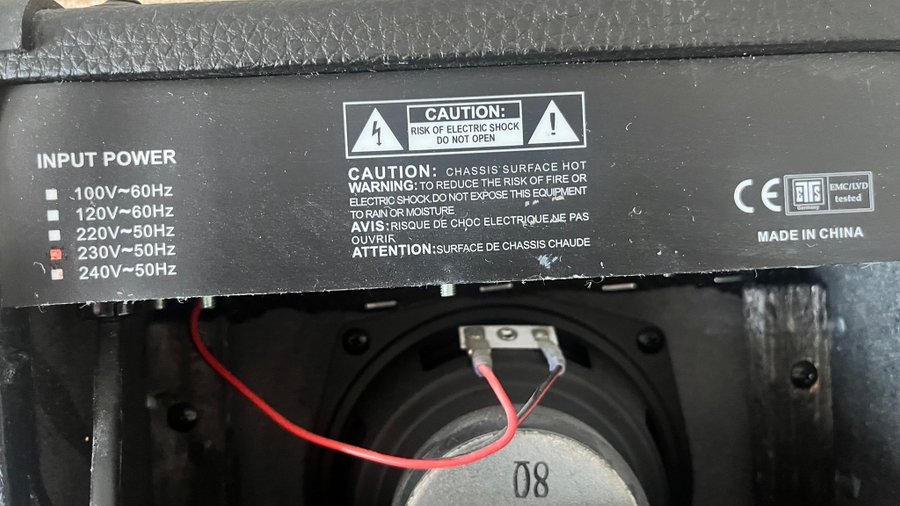 INPUT POWER
100V~60Hz
120V~60Hz
220V~50Hz
230V~50Hz
240V~50Hz
CAUTION:
RISK OF ELECTRIC SHOCK
DO NOT OPEN
CAUTION: CHASSIS SURFACE HOT
WARNING: TO REDUCE THE RISK OF FIRE OR
ELECTRIC SHOCK.DO NOT EXPOSE THIS EQUIPMENT
TO RAIN OR MOISTURE
AVIS: RISQUE DE CHOC ELECTRIQUE.NE PAS
OUVRIR
ATTENTION: SURFACE DE CHASSIS CHAUDE
CE
ETS
Germany
EMC/LVD
tested
MADE IN CHINA
8Ω